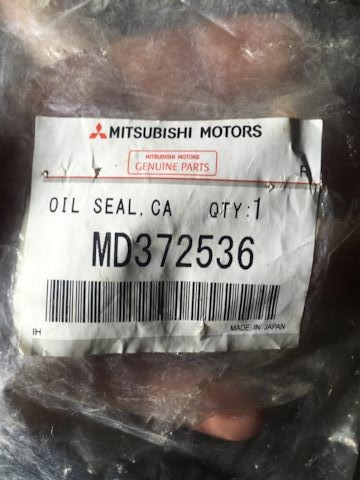 MITSUBISHI MOTORS
MITSUBISHI MOTORS
GENUINE PARTS
R
OIL SEAL,CA QTY:1
MD372536
IH MADE IN JAPAN